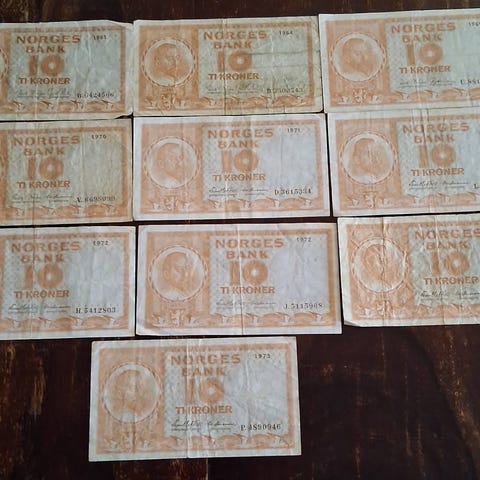 1961
NORGES
BANK
10
TI KRONER
1964
NORGES
BANK
10
TI KRONER
NORGES
BANK
10
TI KRONER
1970
NORGES
BANK
10
TI KRONER
1971
NORGES
BANK
10
TI KRONER
D.3615334
NORGES
BANK
10
TI KRONER
1972
NORGES
BANK
10
TI KRONER
H.5412803
1972
NORGES
BANK
10
TI KRONER
J.5115968
NORGES
BANK
10
TI KRONER
1973
NORGES
BANK
10
TI KRONER
P.4890946